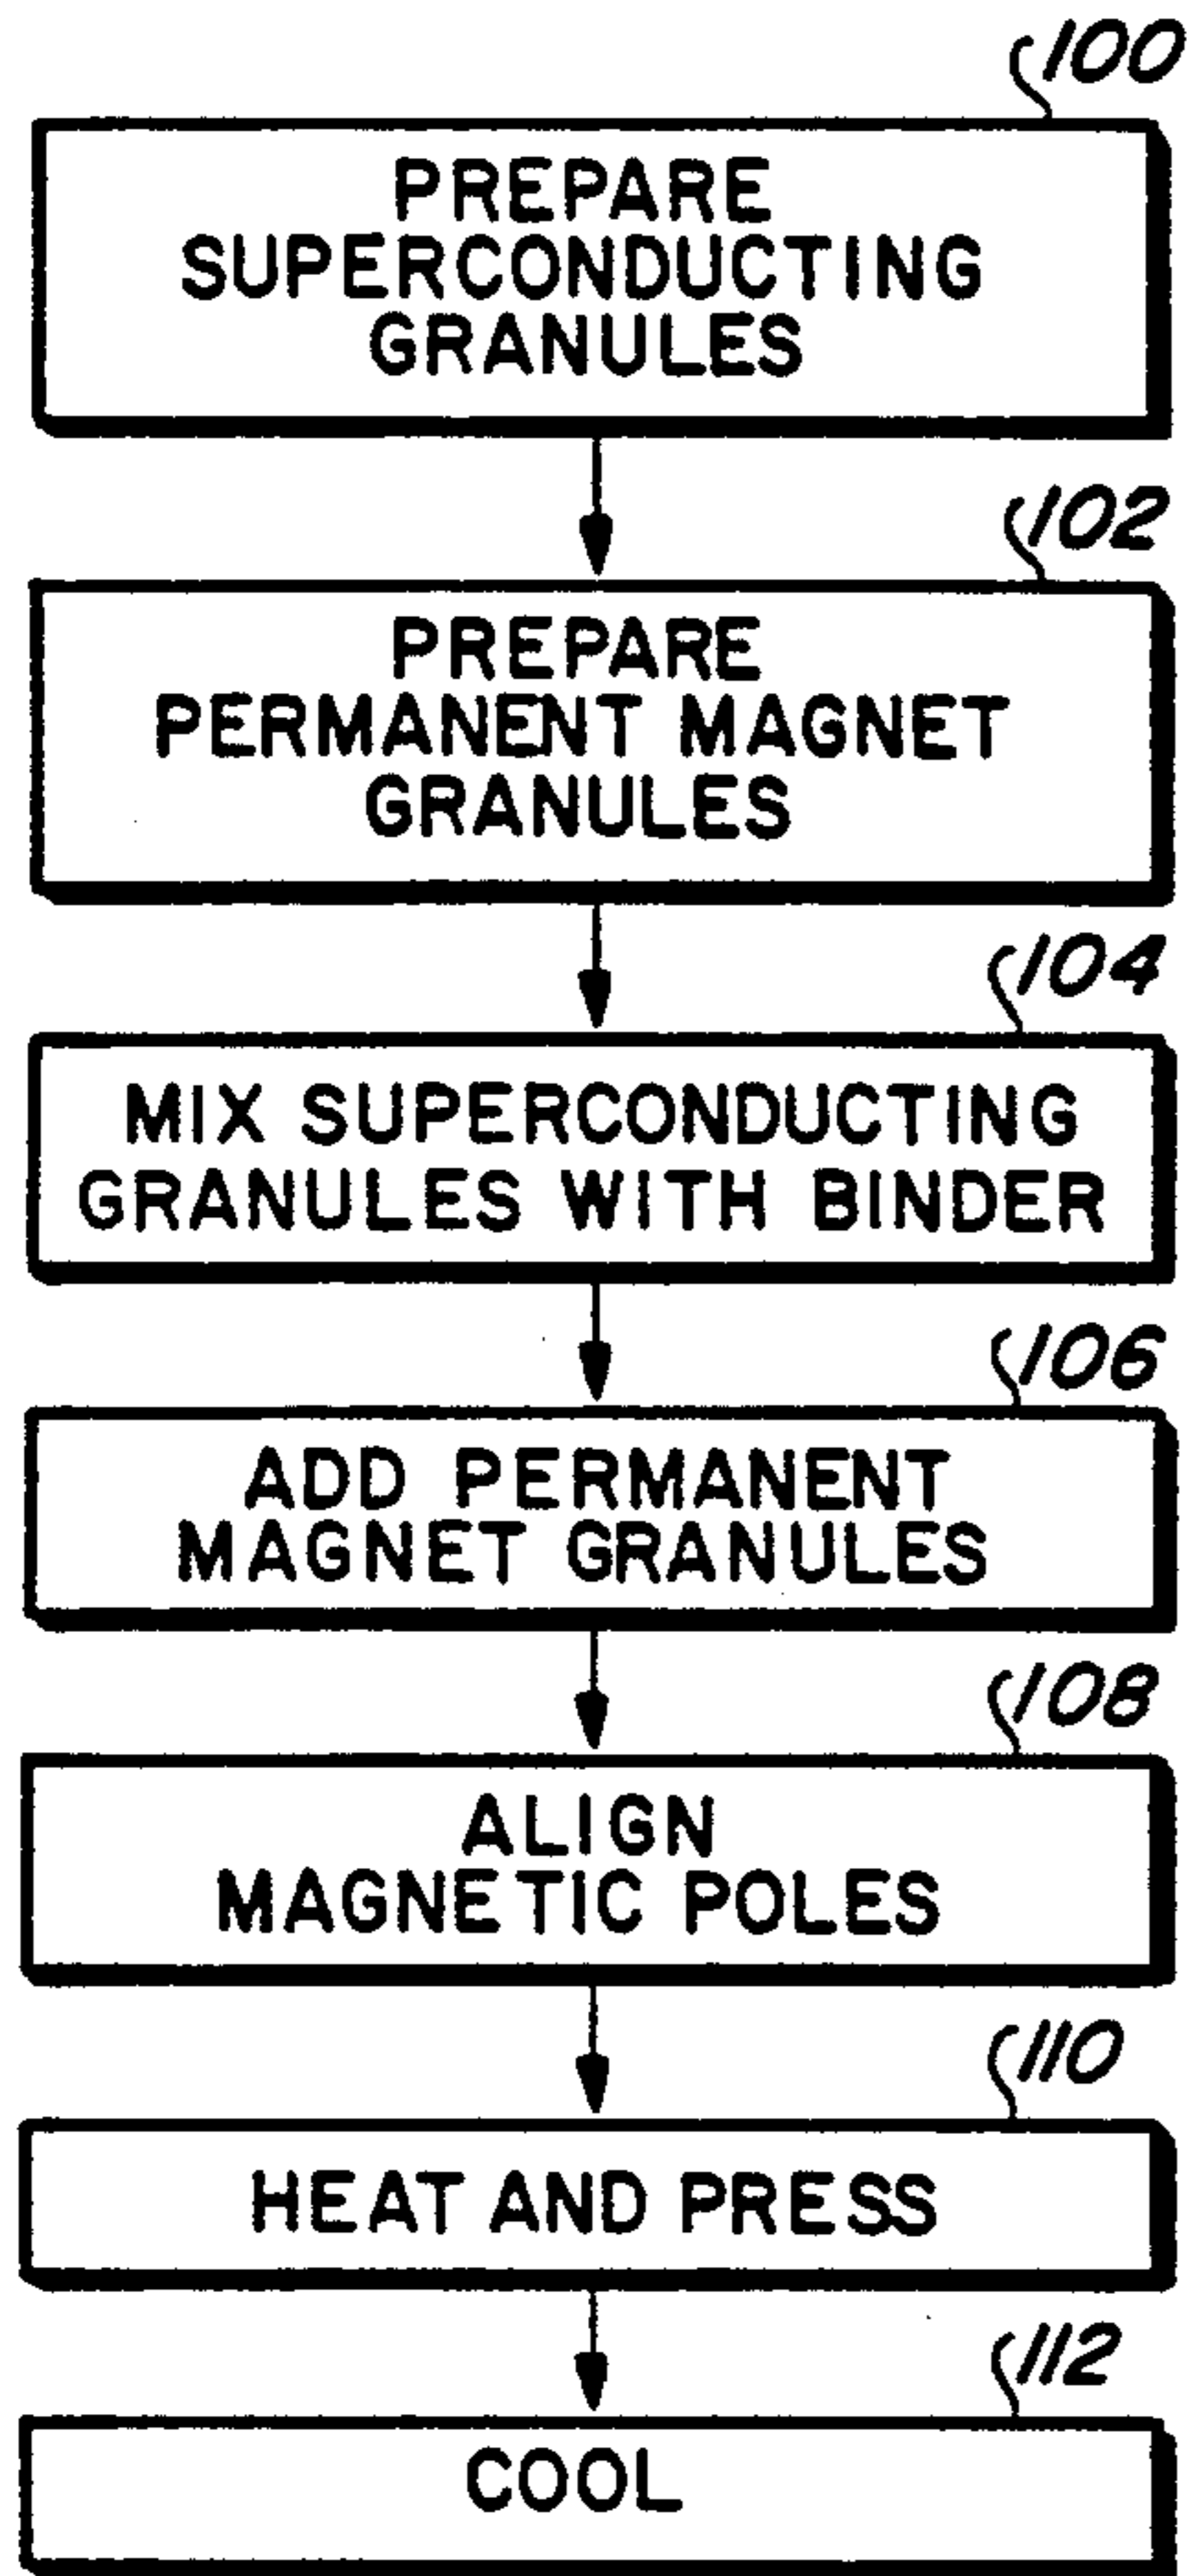 100
PREPARE
SUPERCONDUCTING
GRANULES
102
PREPARE
PERMANENT MAGNET
GRANULES
104
MIX SUPERCONDUCTING
GRANULES WITH BINDER
106
ADD PERMANENT
MAGNET GRANULES
108
ALIGN
MAGNETIC POLES
110
HEAT AND PRESS
112
COOL